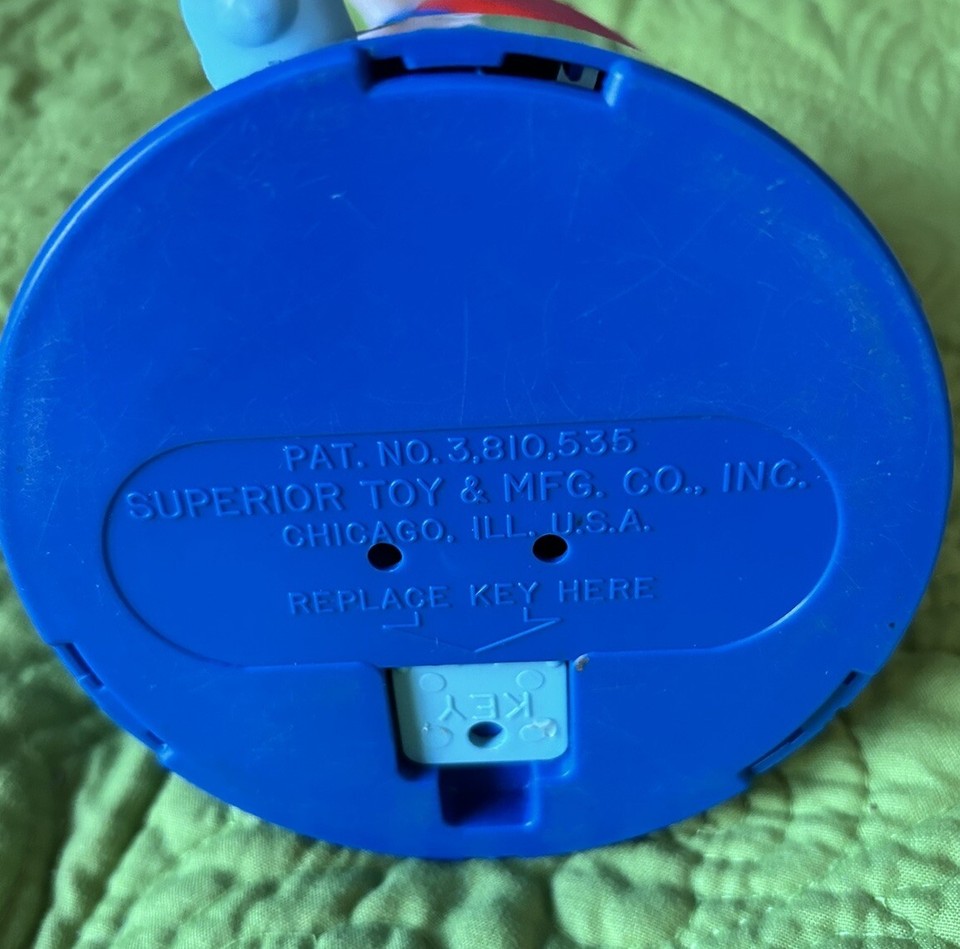 PAT. NO. 3,810,535
SUPERIOR TOY & MFG. CO., INC.
CHICAGO, ILL. U.S.A.
REPLACE KEY HERE
KEY